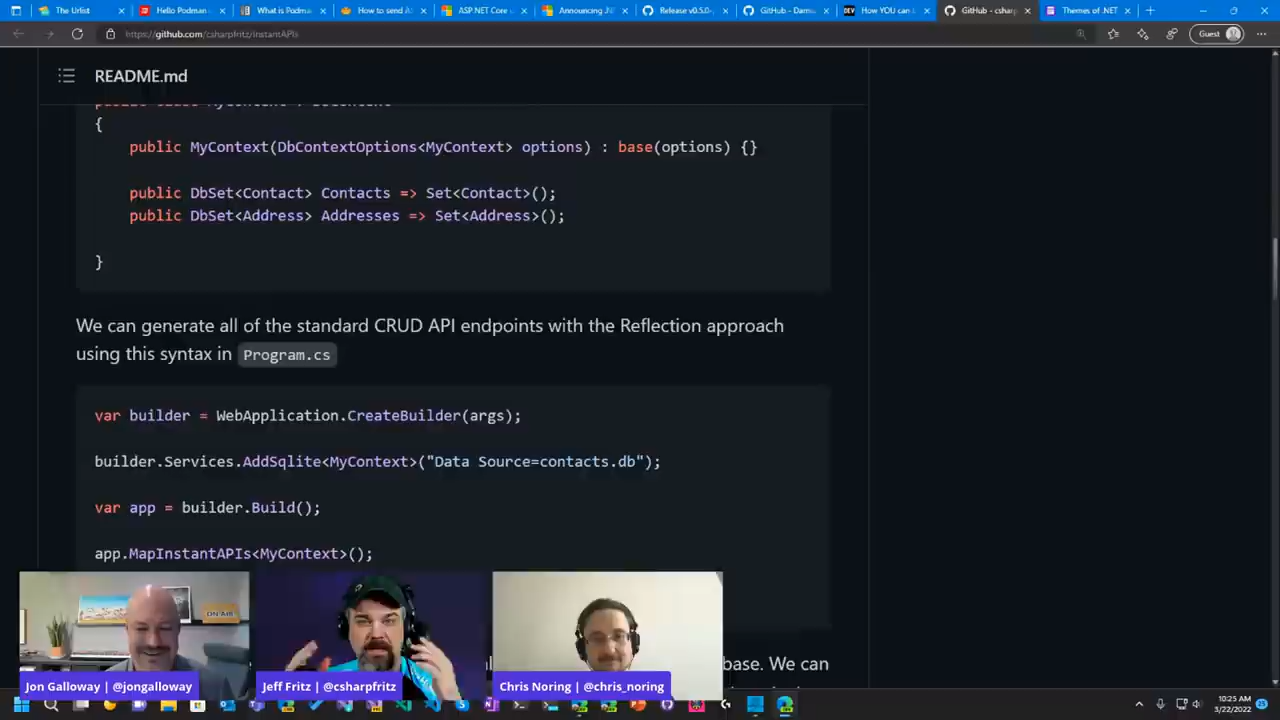 The Urlist
Hello Podman
What is Podm
How to send A
ASP.NET Core u
Announcing .N
Release v0.5.0-
GitHub - Darru
DEV
How YOU can l
GitHub - csharp
Themes of .NET
https://github.com/csharpfritz/InstantAPIs
Guest
README.md
{
public MyContext(DbContextOptions<MyContext> options) : base(options) {}
public DbSet<Contact> Contacts => Set<Contact>();
public DbSet<Address> Addresses => Set<Address>();
}
We can generate all of the standard CRUD API endpoints with the Reflection approach
using this syntax in Program.cs
var builder = WebApplication.CreateBuilder(args);
builder.Services.AddSqlite<MyContext>("Data Source=contacts.db");
var app = builder.Build();
app.MapInstantAPIs<MyContext>();
ON AIR
base. We can
Jon Galloway | @jongalloway
Jeff Fritz | @csharpfritz
Chris Noring | @chris_noring
10:25 AM
3/22/2022